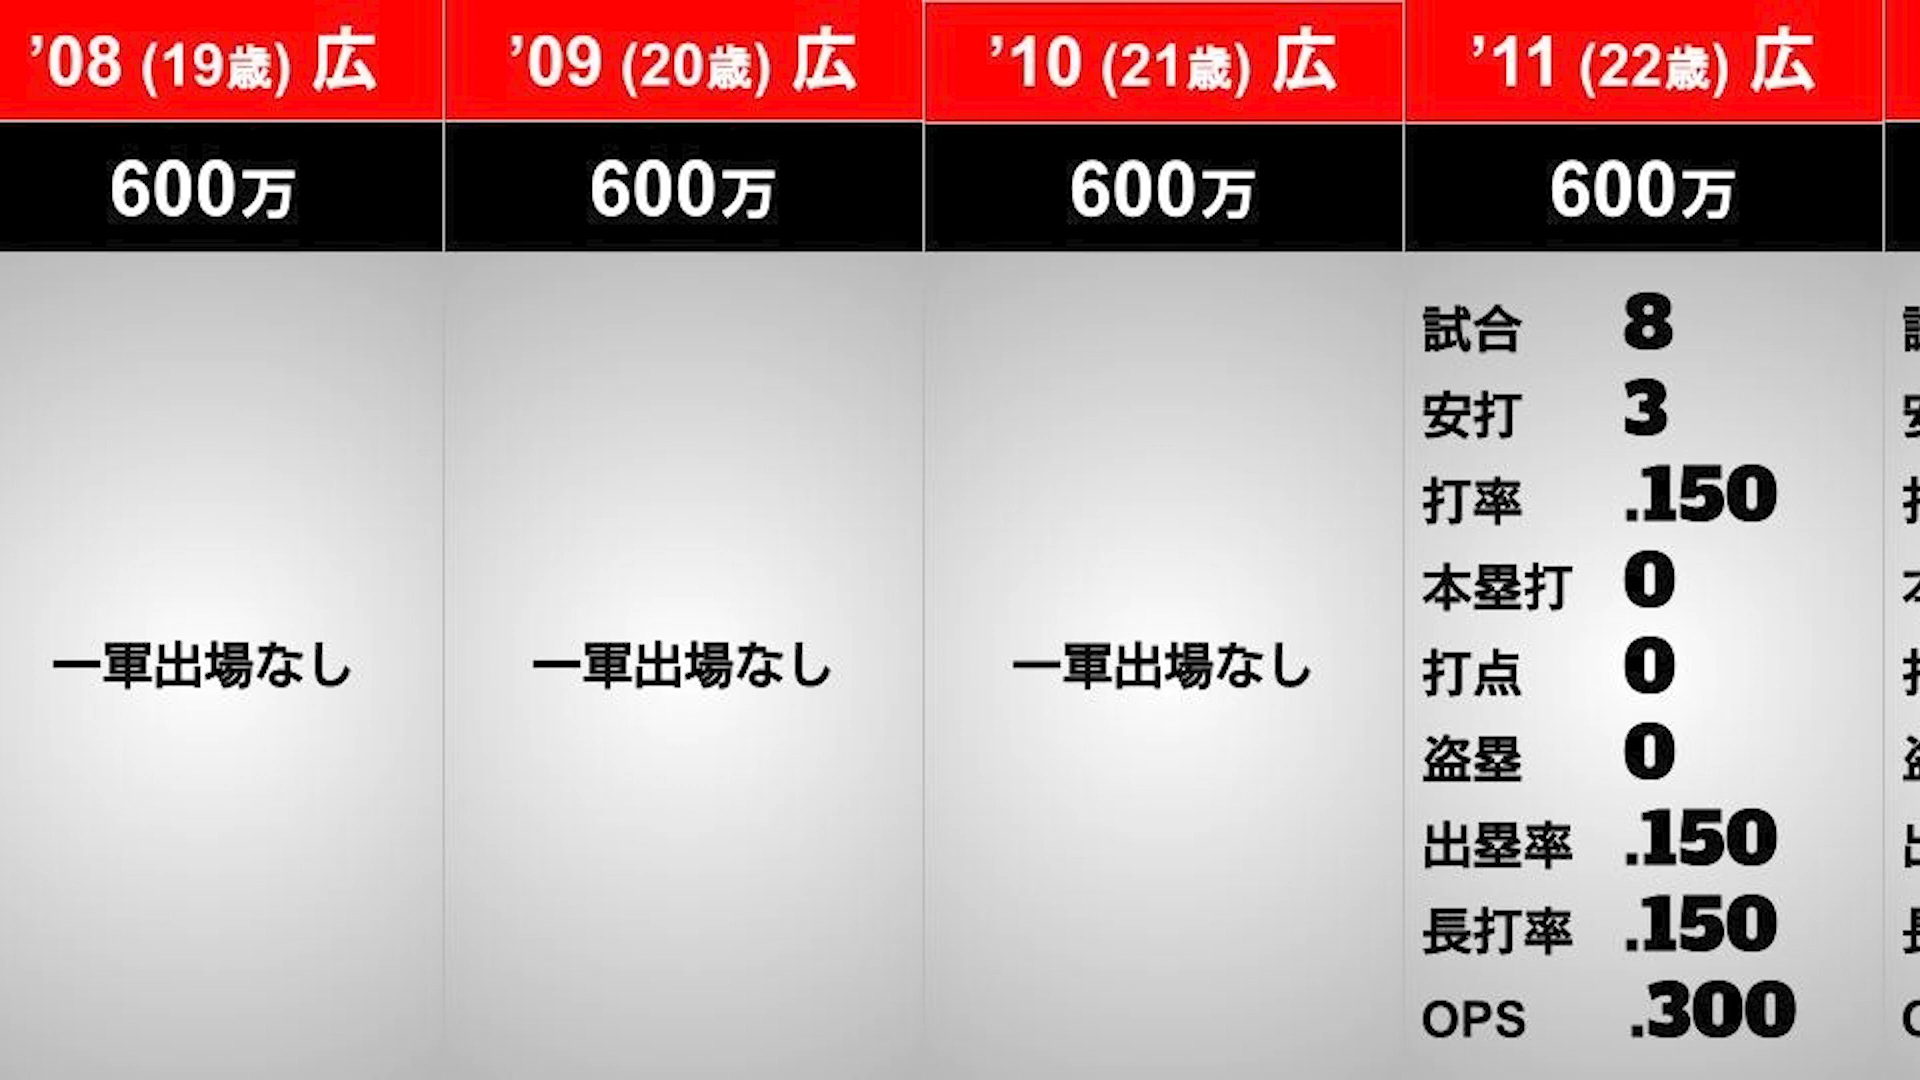 ’08 (19歳) 広
600万
一軍出場なし
’09 (20歳) 広
600万
一軍出場なし
’10 (21歳) 広
600万
一軍出場なし
’11 (22歳) 広
600万
試合 8
安打 3
打率 .150
本塁打 0
打点 0
盗塁 0
出塁率 .150
長打率 .150
OPS .300